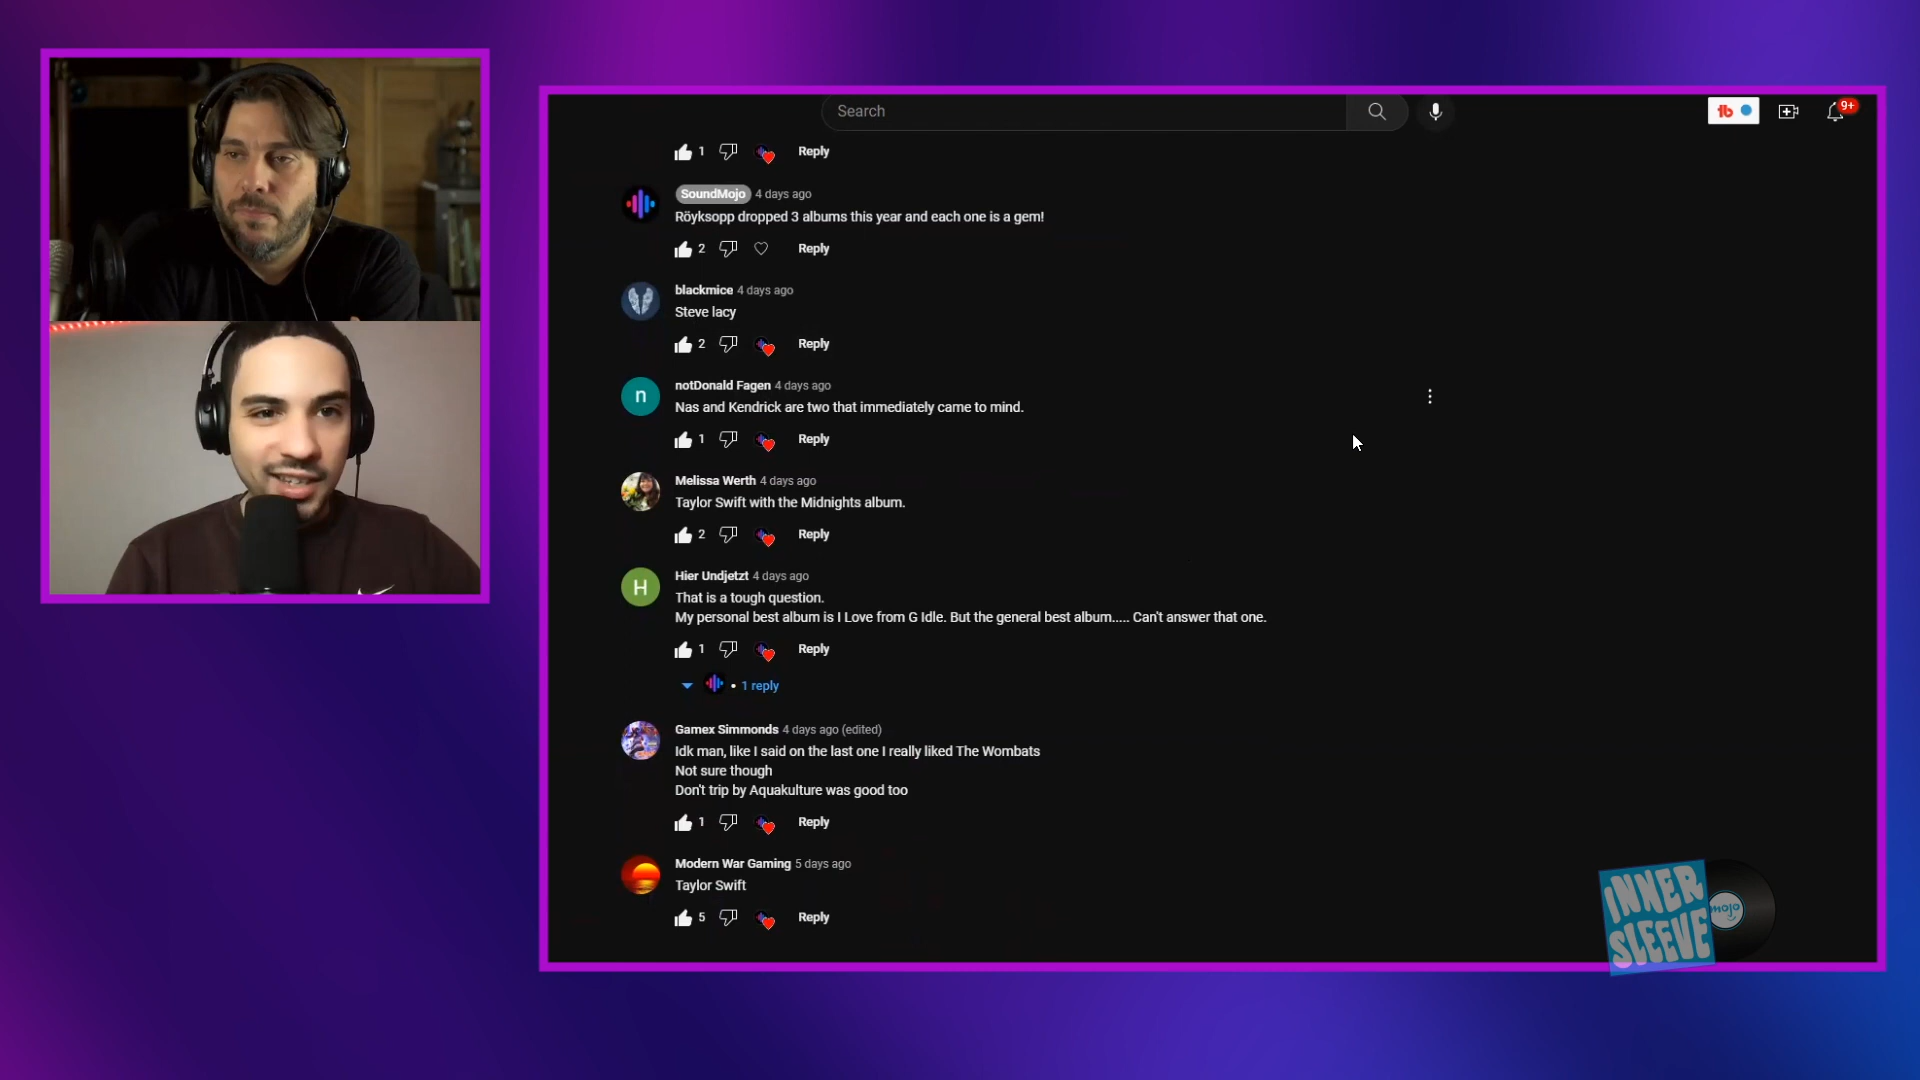 Search
9+
1
Reply
SoundMojo 4 days ago
Röyksopp dropped 3 albums this year and each one is a gem!
2
Reply
blackmice 4 days ago
Steve lacy
2
Reply
n
notDonald Fagen 4 days ago
Nas and Kendrick are two that immediately came to mind.
1
Reply
Melissa Werth 4 days ago
Taylor Swift with the Midnights album.
2
Reply
H
Hier Undjetzt 4 days ago
That is a tough question.
My personal best album is I Love from G Idle. But the general best album..... Can't answer that one.
1
Reply
• 1 reply
Gamex Simmonds 4 days ago (edited)
Idk man, like I said on the last one I really liked The Wombats
Not sure though
Don't trip by Aquakulture was good too
1
Reply
Modern War Gaming 5 days ago
Taylor Swift
5
Reply
INNER
SLEEVE
mojo
tb